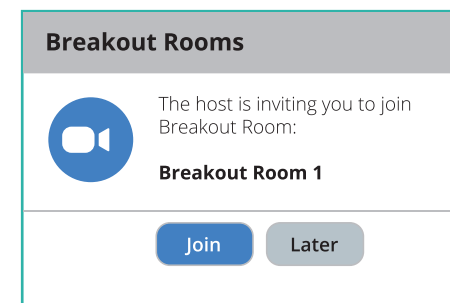 Breakout Rooms
The host is inviting you to join
Breakout Room:
Breakout Room 1
Join
Later